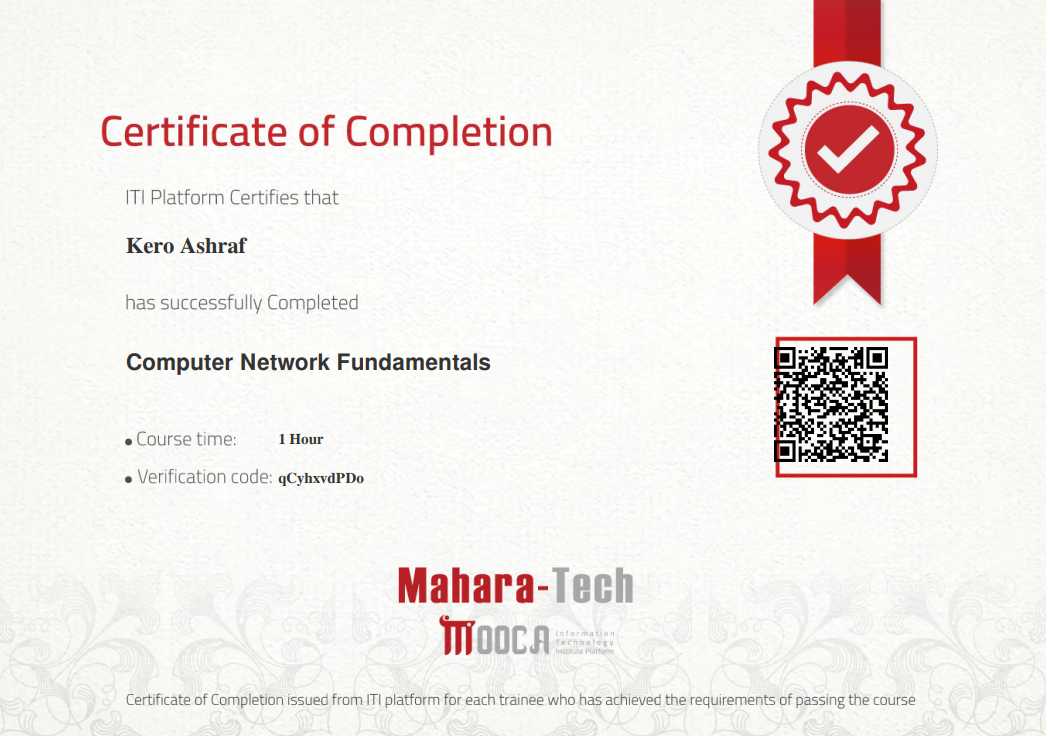 Certificate of Completion
ITI Platform Certifies that
Kero Ashraf
has successfully Completed
Computer Network Fundamentals
• Course time: 1 Hour
• Verification code: qCyhxvdPDo
Mahara-Tech
MOOCA Information
Technology
Institute Platform
Certificate of Completion issued from ITI platform for each trainee who has achieved the requirements of passing the course